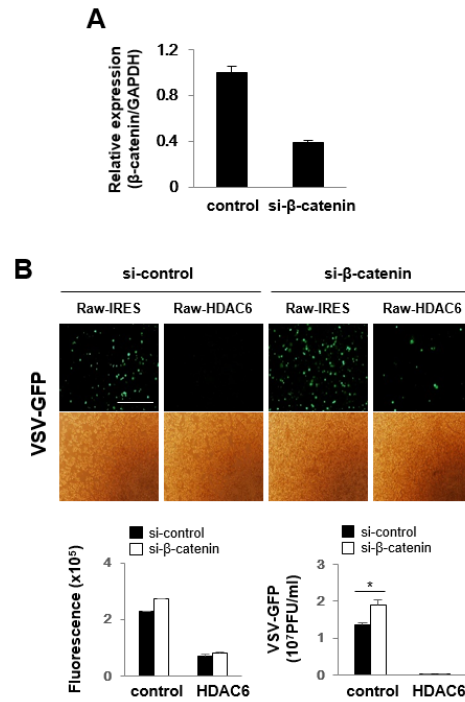 A
Relative expression
(β-catenin/GAPDH)
1.2
0.8
0.4
0
control si-β-catenin
B
si-control si-β-catenin
Raw-IRES Raw-HDAC6 Raw-IRES Raw-HDAC6
VSV-GFP
si-control
si-β-catenin
Fluorescence (x10⁵)
4
2
0
control HDAC6
si-control
si-β-catenin
VSV-GFP
(10⁷PFU/ml)
3
2
1
0
*
control HDAC6